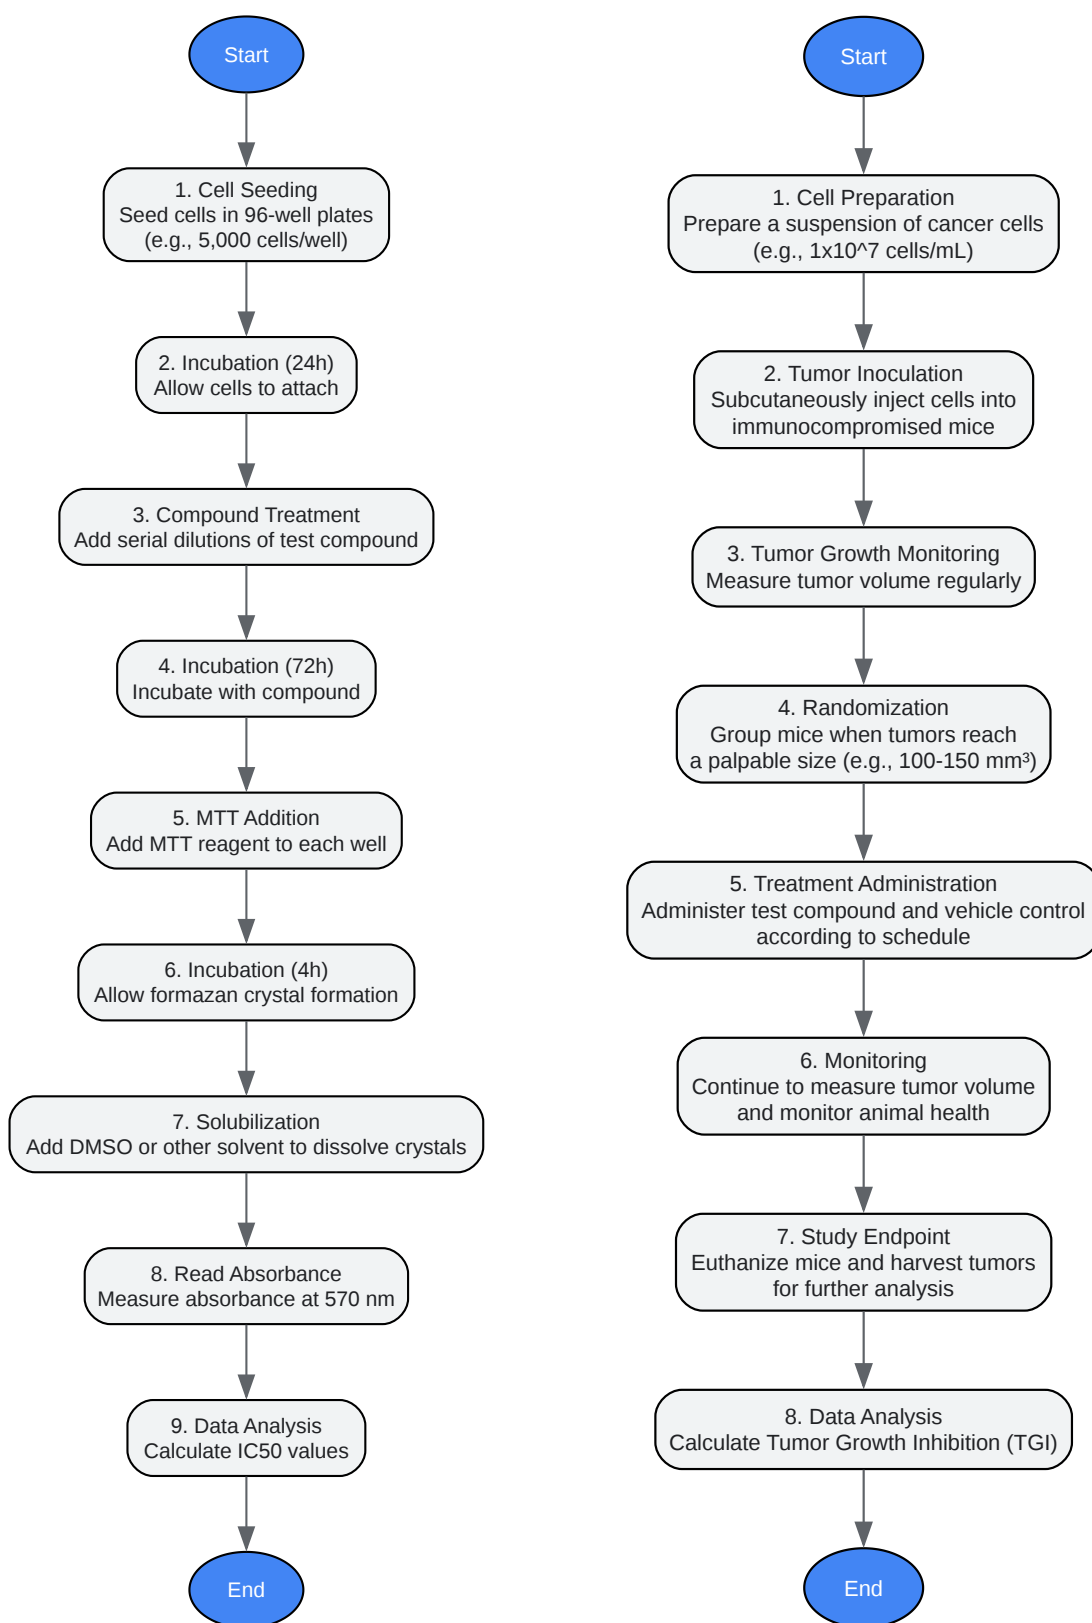 Start
1. Cell Seeding
Seed cells in 96-well plates
(e.g., 5,000 cells/well)
2. Incubation (24h)
Allow cells to attach
3. Compound Treatment
Add serial dilutions of test compound
4. Incubation (72h)
Incubate with compound
5. MTT Addition
Add MTT reagent to each well
6. Incubation (4h)
Allow formazan crystal formation
7. Solubilization
Add DMSO or other solvent to dissolve crystals
8. Read Absorbance
Measure absorbance at 570 nm
9. Data Analysis
Calculate IC50 values
End
Start
1. Cell Preparation
Prepare a suspension of cancer cells
(e.g., 1x10^7 cells/mL)
2. Tumor Inoculation
Subcutaneously inject cells into
immunocompromised mice
3. Tumor Growth Monitoring
Measure tumor volume regularly
4. Randomization
Group mice when tumors reach
a palpable size (e.g., 100-150 mm³)
5. Treatment Administration
Administer test compound and vehicle control
according to schedule
6. Monitoring
Continue to measure tumor volume
and monitor animal health
7. Study Endpoint
Euthanize mice and harvest tumors
for further analysis
8. Data Analysis
Calculate Tumor Growth Inhibition (TGI)
End